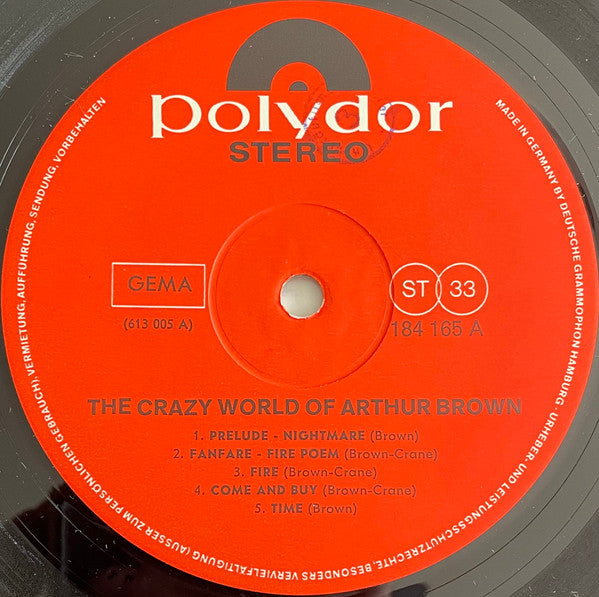 polydor
STEREO
GEMA
(613 005 A)
ST 33
184 165 A
THE CRAZY WORLD OF ARTHUR BROWN
1. PRELUDE - NIGHTMARE (Brown)
2. FANFARE - FIRE POEM (Brown-Crane)
3. FIRE (Brown-Crane)
4. COME AND BUY (Brown-Crane)
5. TIME (Brown)
MADE IN GERMANY BY DEUTSCHE GRAMMOPHON HAMBURG · URHEBER- UND LEISTUNGSSCHUTZRECHTE, BESONDERS VERVIELFÄLTIGUNG (AUSSER ZUM PERSÖNLICHEN GEBRAUCH), VERMIETUNG, AUFFÜHRUNG, SENDUNG, VORBEHALTEN